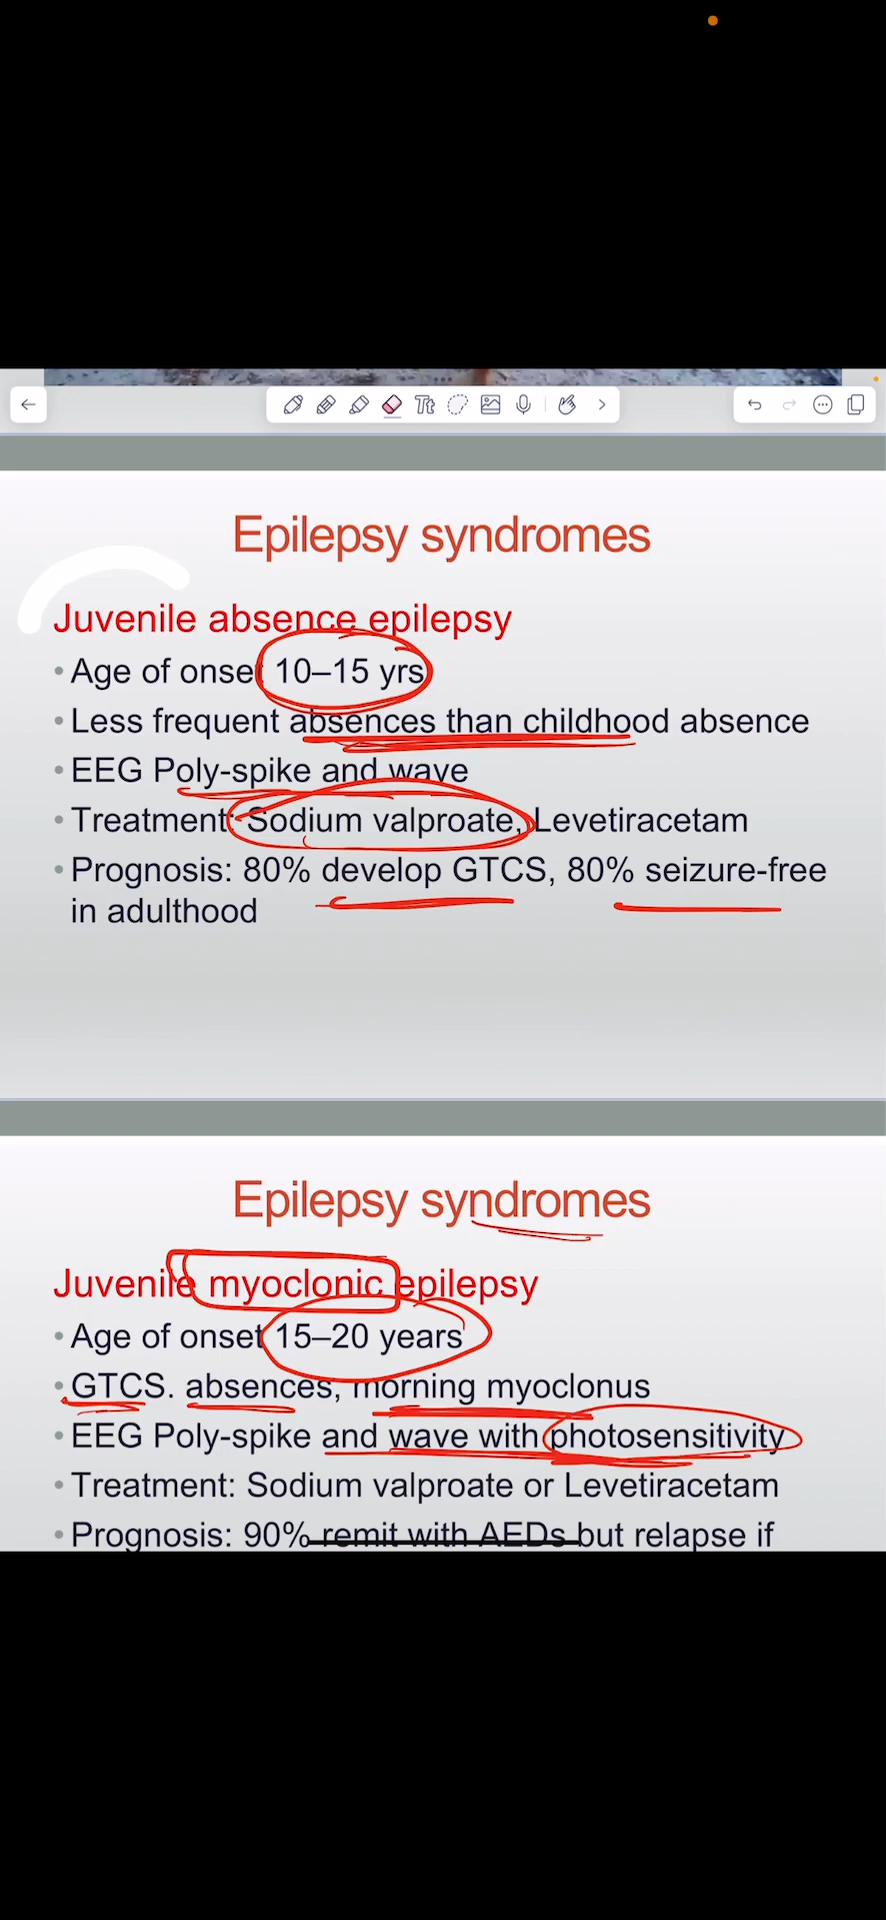 Tt
Epilepsy syndromes
Juvenile absence epilepsy
• Age of onset 10–15 yrs
• Less frequent absences than childhood absence
• EEG Poly-spike and wave
• Treatment: Sodium valproate, Levetiracetam
• Prognosis: 80% develop GTCS, 80% seizure-free
in adulthood
Epilepsy syndromes
Juvenile myoclonic epilepsy
• Age of onset 15–20 years
• GTCS. absences, morning myoclonus
• EEG Poly-spike and wave with photosensitivity
• Treatment: Sodium valproate or Levetiracetam
• Prognosis: 90% remit with AEDs but relapse if